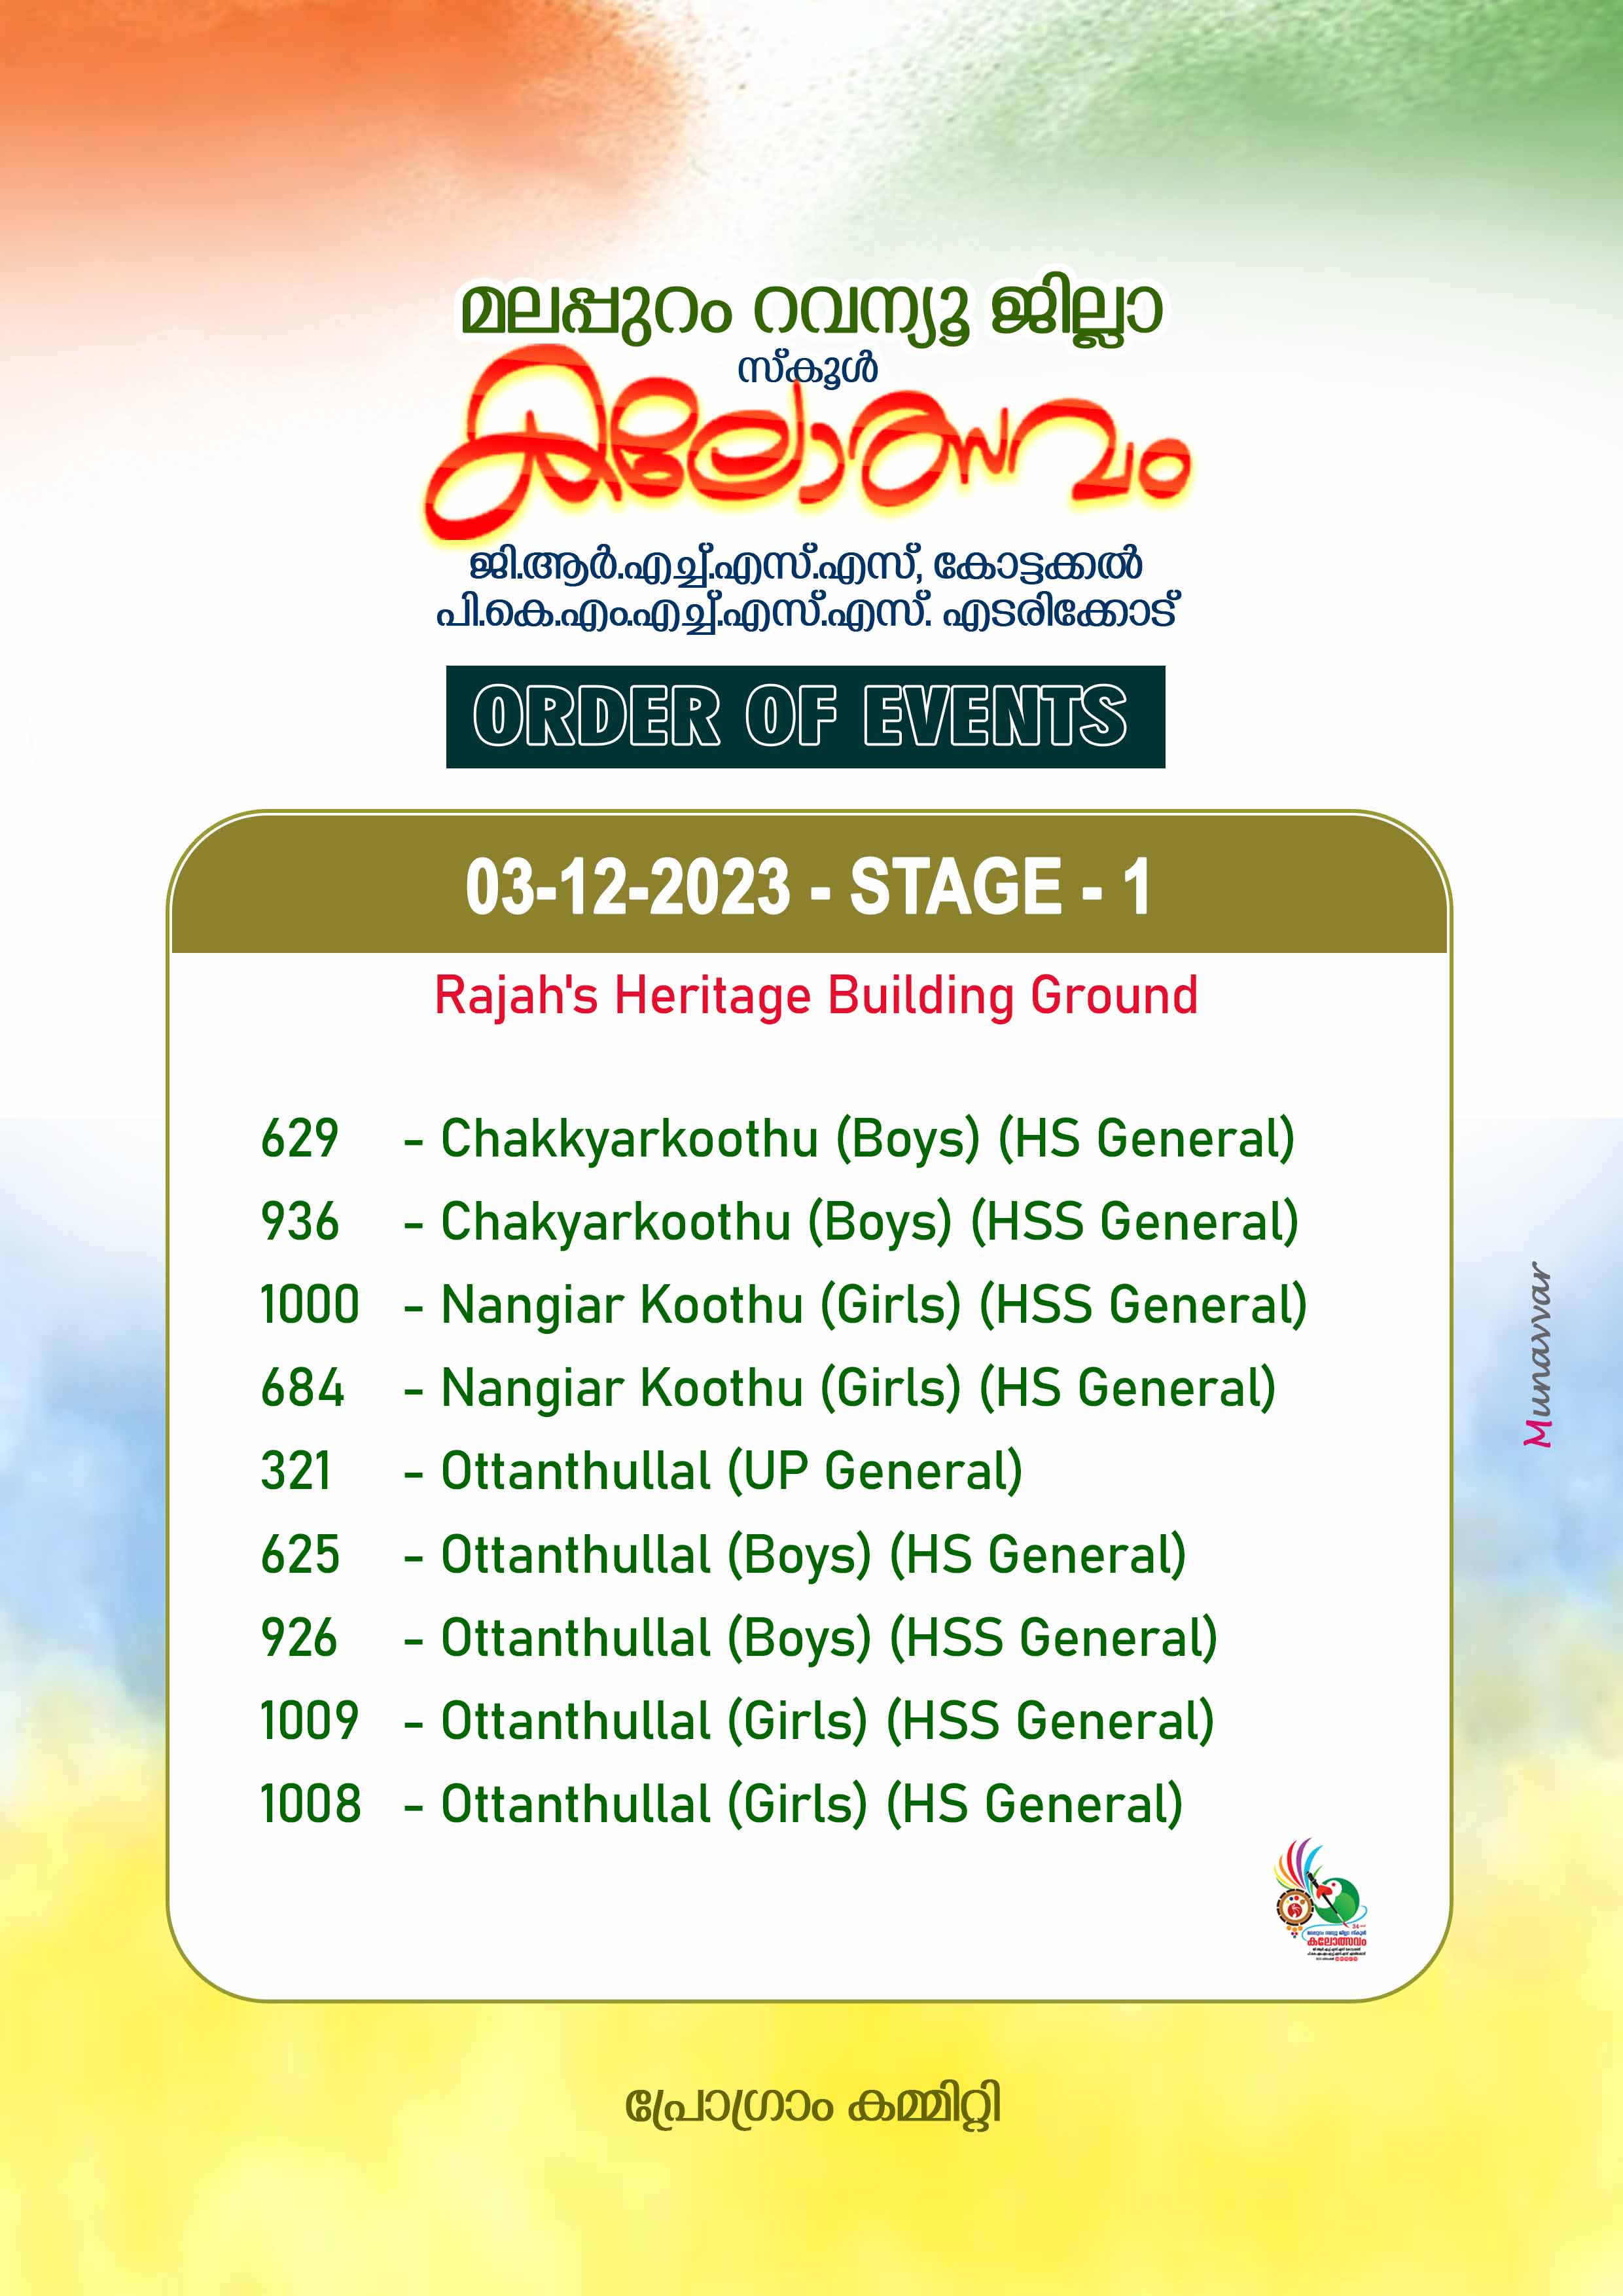 മലപ്പുറം റവന്യൂ ജില്ലാ
സ്കൂൾ
കലോത്സവം
ജി.ആർ.എച്ച്.എസ്.എസ്, കോട്ടക്കൽ
പി.കെ.എം.എച്ച്.എസ്.എസ്. എടരിക്കോട്
ORDER OF EVENTS
03-12-2023 - STAGE - 1
Rajah's Heritage Building Ground
629 - Chakkyarkoothu (Boys) (HS General)
936 - Chakyarkoothu (Boys) (HSS General)
1000 - Nangiar Koothu (Girls) (HSS General)
684 - Nangiar Koothu (Girls) (HS General)
321 - Ottanthullal (UP General)
625 - Ottanthullal (Boys) (HS General)
926 - Ottanthullal (Boys) (HSS General)
1009 - Ottanthullal (Girls) (HSS General)
1008 - Ottanthullal (Girls) (HS General)
Munavvar
34
മലപ്പുറം റവന്യൂ ജില്ലാ സ്കൂൾ
കലോത്സവം
പ്രോഗ്രാം കമ്മിറ്റി